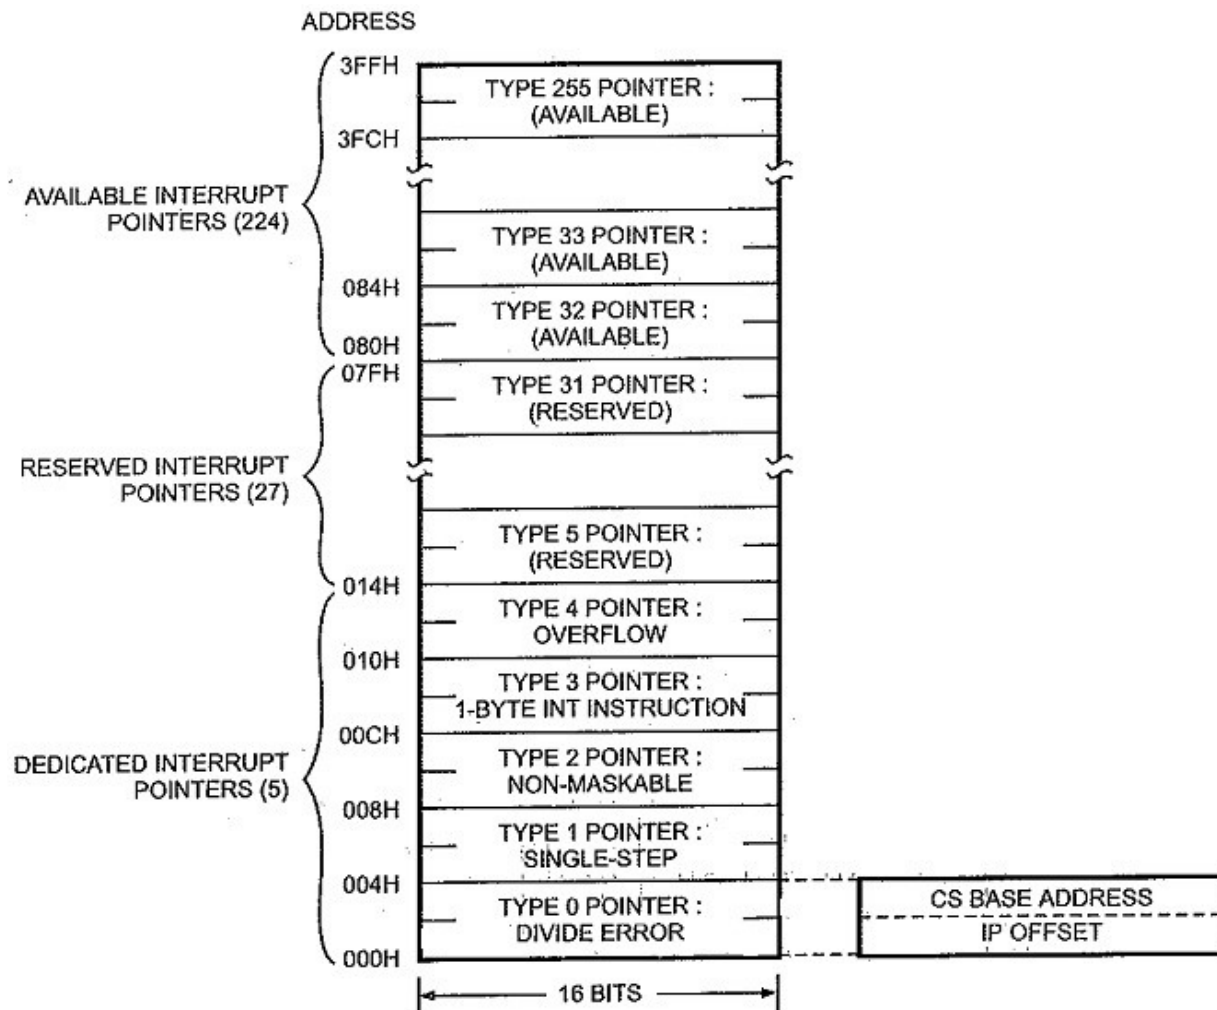 ADDRESS
3FFH
TYPE 255 POINTER :
(AVAILABLE)
3FCH
AVAILABLE INTERRUPT
POINTERS (224)
TYPE 33 POINTER :
(AVAILABLE)
084H
TYPE 32 POINTER :
(AVAILABLE)
080H
07FH
TYPE 31 POINTER :
(RESERVED)
RESERVED INTERRUPT
POINTERS (27)
TYPE 5 POINTER :
(RESERVED)
014H
TYPE 4 POINTER :
OVERFLOW
010H
TYPE 3 POINTER :
1-BYTE INT INSTRUCTION
00CH
DEDICATED INTERRUPT
POINTERS (5)
TYPE 2 POINTER :
NON-MASKABLE
008H
TYPE 1 POINTER :
SINGLE-STEP
004H
TYPE 0 POINTER :
DIVIDE ERROR
000H
CS BASE ADDRESS
IP OFFSET
16 BITS